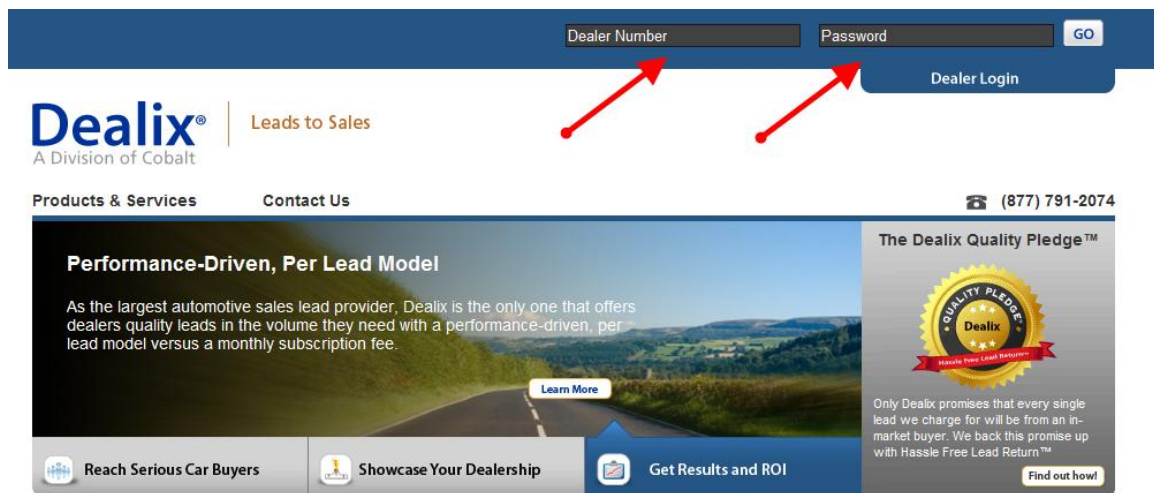 Dealer Number Password GO
Dealer Login
Dealix® Leads to Sales
A Division of Cobalt
Products & Services Contact Us (877) 791-2074
Performance-Driven, Per Lead Model
As the largest automotive sales lead provider, Dealix is the only one that offers
dealers quality leads in the volume they need with a performance-driven, per
lead model versus a monthly subscription fee.
Learn More
The Dealix Quality Pledge™
QUALITY PLEDGE
Dealix
Hassle Free Lead Return™
Only Dealix promises that every single
lead we charge for will be from an in-
market buyer. We back this promise up
with Hassle Free Lead Return™
Find out how!
Reach Serious Car Buyers Showcase Your Dealership Get Results and ROI